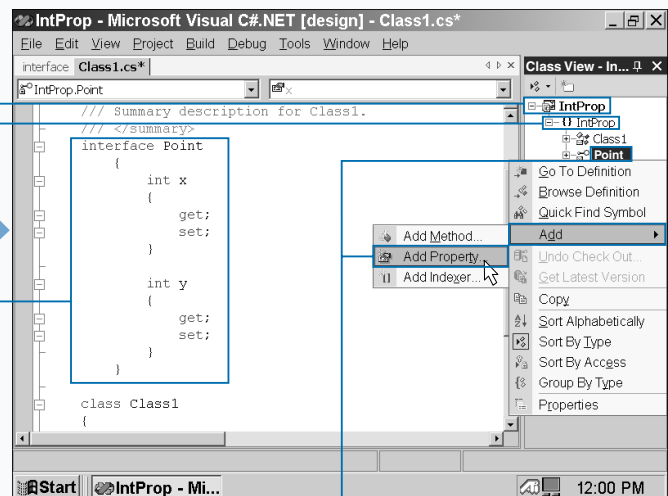 IntProp - Microsoft Visual C#.NET [design] - Class1.cs*
File Edit View Project Build Debug Tools Window Help
interface Class1.cs*
Class View - In...
IntProp.Point
x
/// Summary description for Class1.
/// </summary>
interface Point
{
int x
{
get;
set;
}
int y
{
get;
set;
}
}
class Class1
{
IntProp
{} IntProp
Class1
Point
Go To Definition
Browse Definition
Quick Find Symbol
Add
Undo Check Out...
Get Latest Version
Copy
Sort Alphabetically
Sort By Type
Sort By Access
Group By Type
Properties
Add Method...
Add Property...
Add Indexer...
Start
IntProp - Mi...
12:00 PM